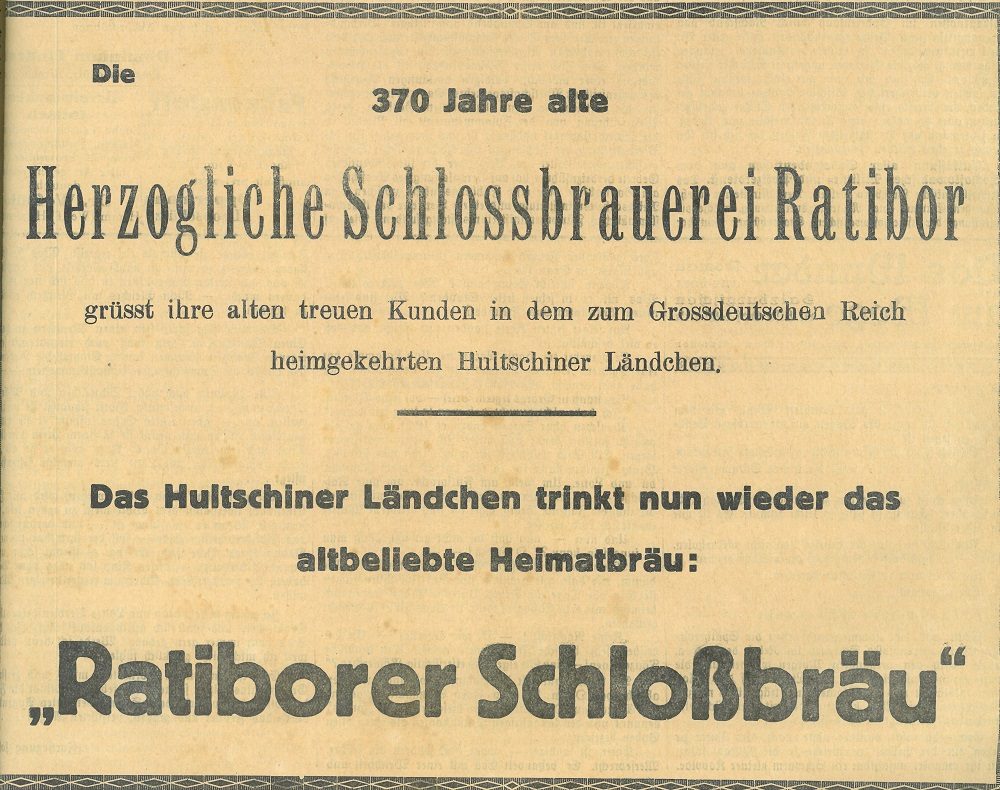 Die
370 Jahre alte
Herzogliche Schlossbrauerei Ratibor
grüsst ihre alten treuen Kunden in dem zum Grossdeutschen Reich
heimgekehrten Hultschiner Ländchen.
Das Hultschiner Ländchen trinkt nun wieder das
altbeliebte Heimatbräu:
„Ratiborer Schloßbräu“